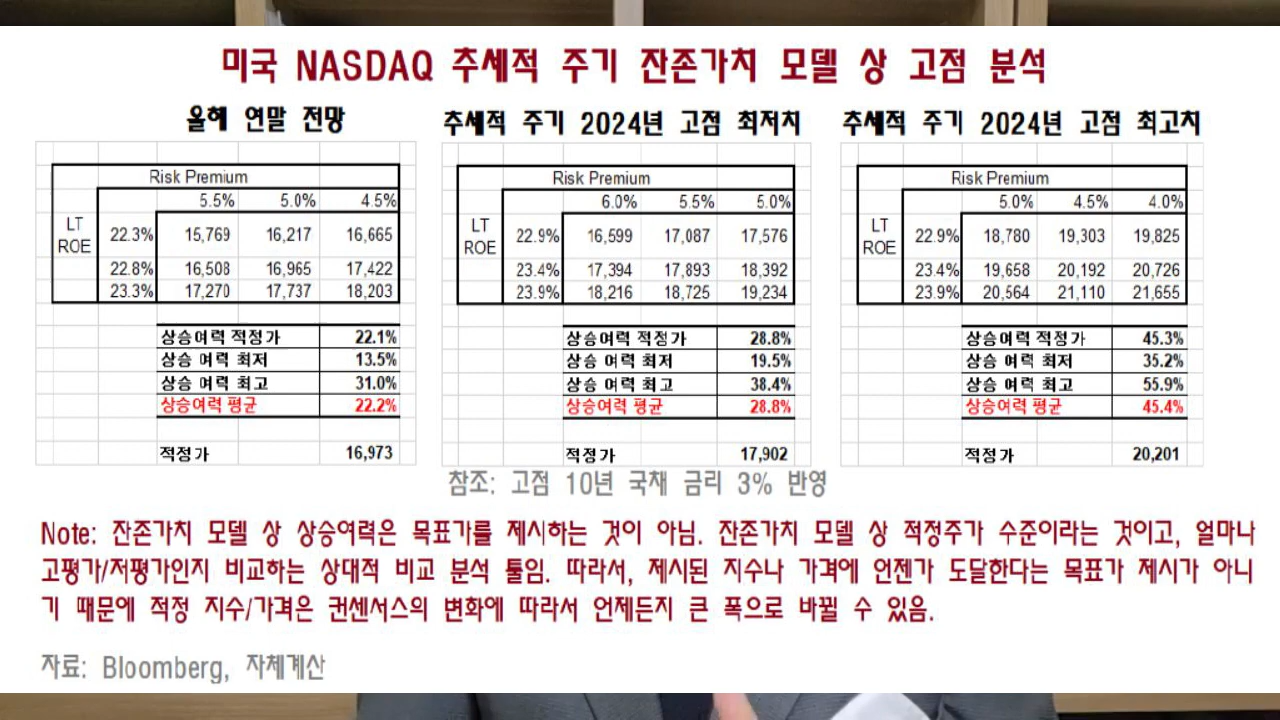 미국 NASDAQ 추세적 주기 잔존가치 모델 상 고점 분석
올해 연말 전망
Risk Premium
5.5% 5.0% 4.5%
LT ROE
22.3% 15,769 16,217 16,665
22.8% 16,508 16,965 17,422
23.3% 17,270 17,737 18,203
상승여력 적정가 22.1%
상승 여력 최저 13.5%
상승 여력 최고 31.0%
상승여력 평균 22.2%
적정가 16,973
추세적 주기 2024년 고점 최저치
Risk Premium
6.0% 5.5% 5.0%
LT ROE
22.9% 16,599 17,087 17,576
23.4% 17,394 17,893 18,392
23.9% 18,216 18,725 19,234
상승여력 적정가 28.8%
상승 여력 최저 19.5%
상승 여력 최고 38.4%
상승여력 평균 28.8%
적정가 17,902
추세적 주기 2024년 고점 최고치
Risk Premium
5.0% 4.5% 4.0%
LT ROE
22.9% 18,780 19,303 19,825
23.4% 19,658 20,192 20,726
23.9% 20,564 21,110 21,655
상승여력 적정가 45.3%
상승 여력 최저 35.2%
상승 여력 최고 55.9%
상승여력 평균 45.4%
적정가 20,201
참조: 고점 10년 국채 금리 3% 반영
Note: 잔존가치 모델 상 상승여력은 목표가를 제시하는 것이 아님. 잔존가치 모델 상 적정주가 수준이라는 것이고, 얼마나
고평가/저평가인지 비교하는 상대적 비교 분석 툴임. 따라서, 제시된 지수나 가격에 언젠가 도달한다는 목표가 제시가 아니
기 때문에 적정 지수/가격은 컨센서스의 변화에 따라서 언제든지 큰 폭으로 바뀔 수 있음.
자료: Bloomberg, 자체계산